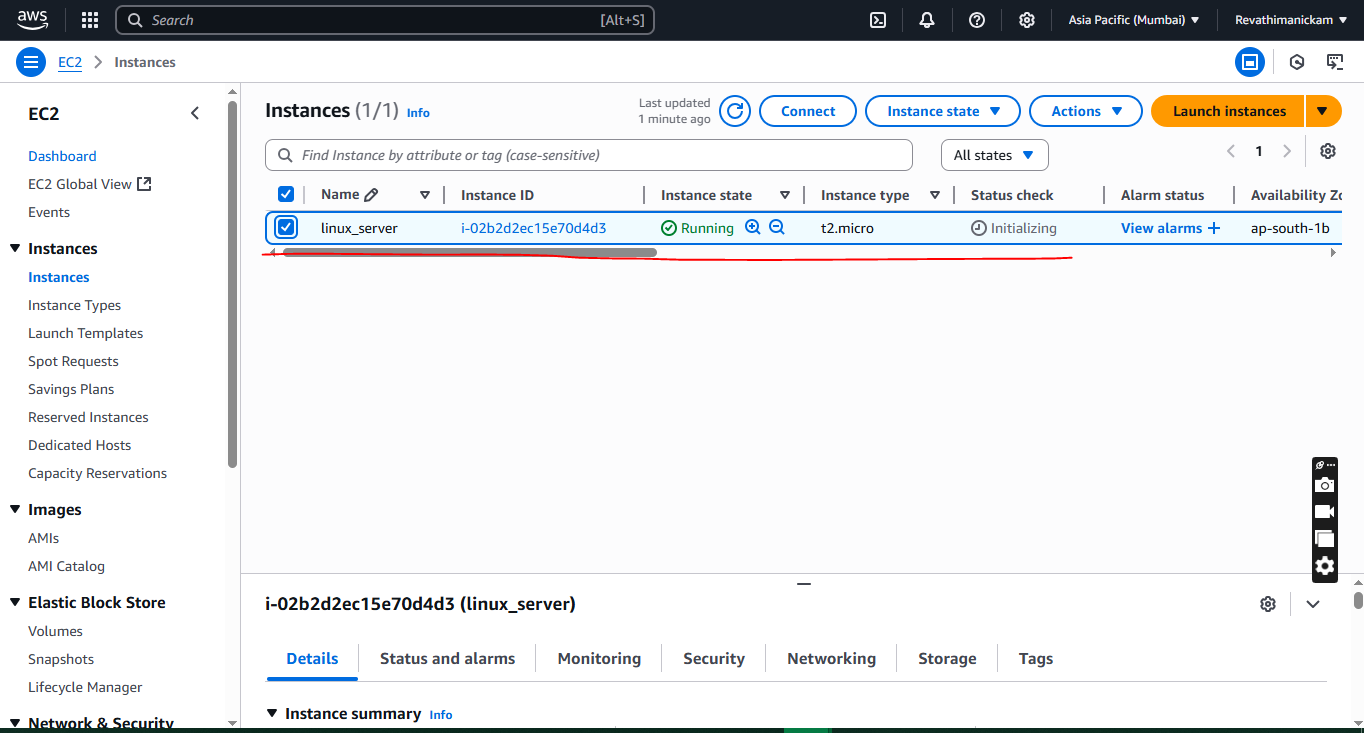 aws
Search [Alt+S]
Asia Pacific (Mumbai)
Revathimanickam
EC2
Instances
EC2
Dashboard
EC2 Global View
Events
Instances
Instances
Instance Types
Launch Templates
Spot Requests
Savings Plans
Reserved Instances
Dedicated Hosts
Capacity Reservations
Images
AMIs
AMI Catalog
Elastic Block Store
Volumes
Snapshots
Lifecycle Manager
Network & Security
Instances (1/1) Info
Last updated
1 minute ago
Connect
Instance state
Actions
Launch instances
Find Instance by attribute or tag (case-sensitive)
All states
1
Name Instance ID Instance state Instance type Status check Alarm status Availability Zo
linux_server i-02b2d2ec15e70d4d3 Running t2.micro Initializing View alarms + ap-south-1b
i-02b2d2ec15e70d4d3 (linux_server)
Details Status and alarms Monitoring Security Networking Storage Tags
Instance summary Info